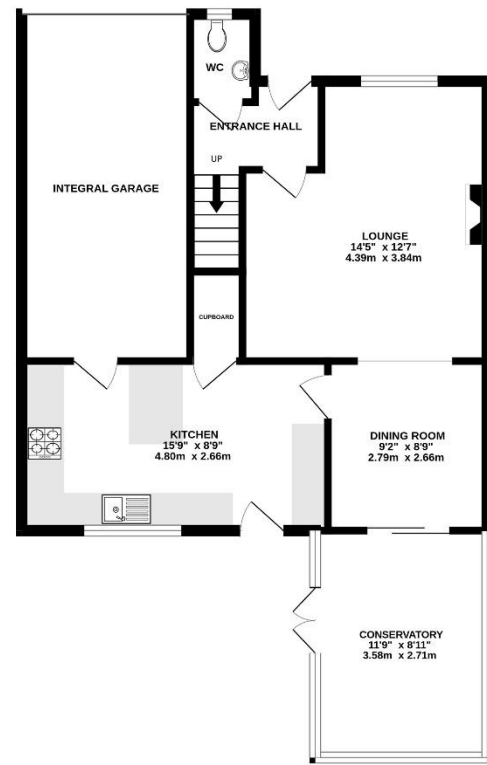 WC
ENTRANCE HALL
UP
INTEGRAL GARAGE
LOUNGE
14'5" x 12'7"
4.39m x 3.84m
CUPBOARD
KITCHEN
15'9" x 8'9"
4.80m x 2.66m
DINING ROOM
9'2" x 8'9"
2.79m x 2.66m
CONSERVATORY
11'9" x 8'11"
3.58m x 2.71m